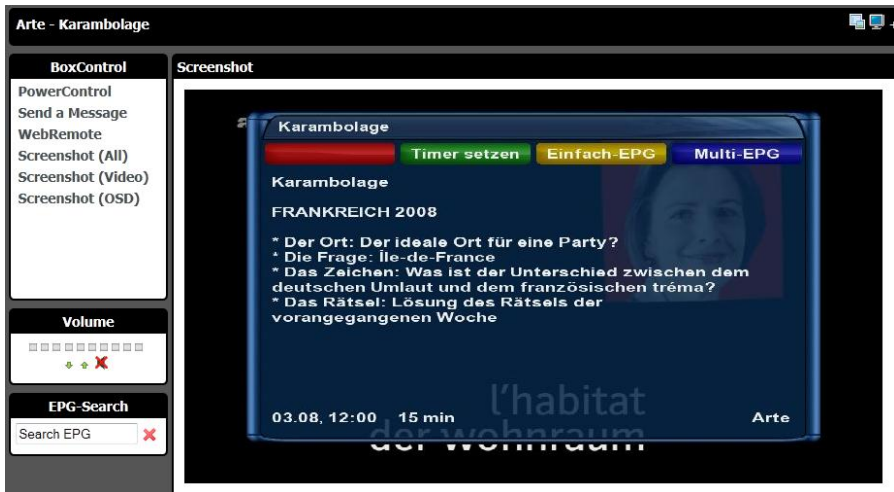 Arte - Karambolage
BoxControl
PowerControl
Send a Message
WebRemote
Screenshot (All)
Screenshot (Video)
Screenshot (OSD)
Volume
EPG-Search
Search EPG
Screenshot
Karambolage
Timer setzen Einfach-EPG Multi-EPG
Karambolage
FRANKREICH 2008
* Der Ort: Der ideale Ort für eine Party?
* Die Frage: Île-de-France
* Das Zeichen: Was ist der Unterschied zwischen dem
deutschen Umlaut und dem französischen tréma?
* Das Rätsel: Lösung des Rätsels der
vorangegangenen Woche
l'habitat
der wohnraum
03.08, 12:00 15 min Arte